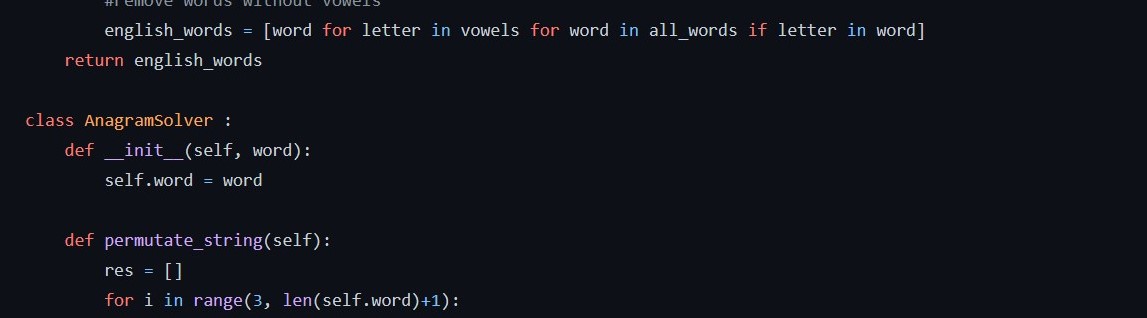 #remove words without vowels
english_words = [word for letter in vowels for word in all_words if letter in word]
return english_words
class AnagramSolver :
def __init__(self, word):
self.word = word
def permutate_string(self):
res = []
for i in range(3, len(self.word)+1):